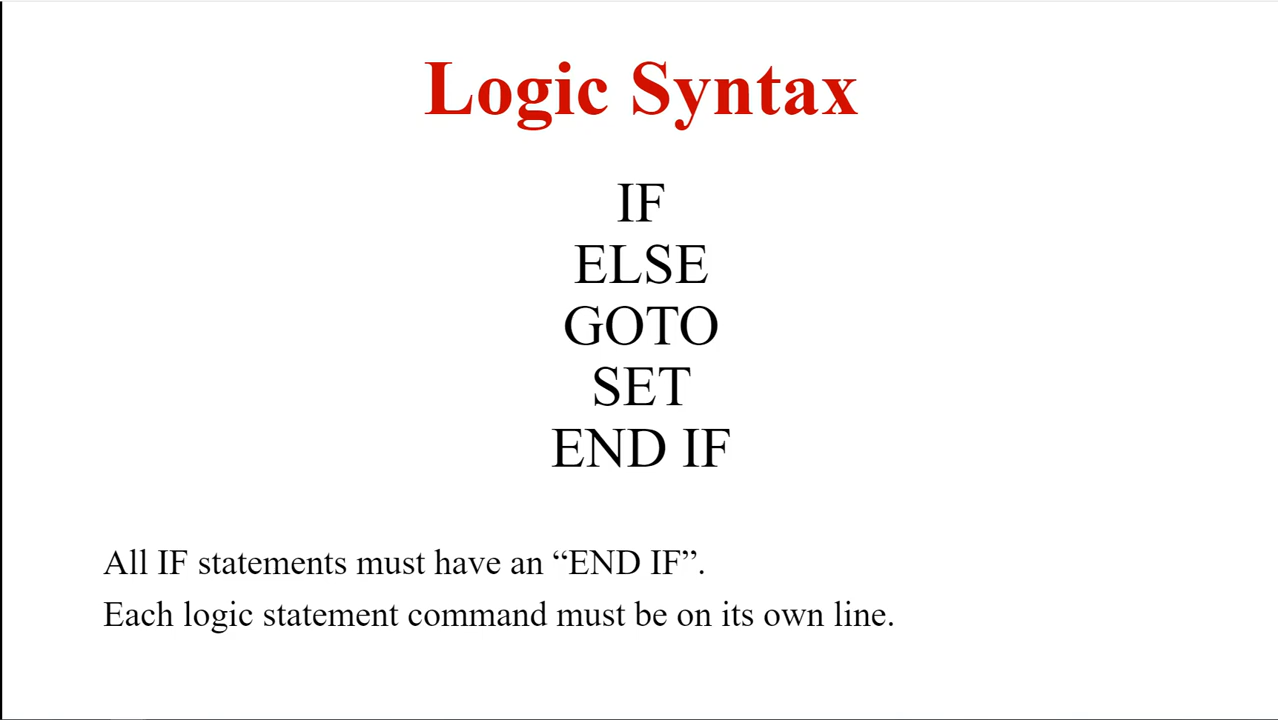 Logic Syntax
IF
ELSE
GOTO
SET
END IF
All IF statements must have an “END IF”.
Each logic statement command must be on its own line.